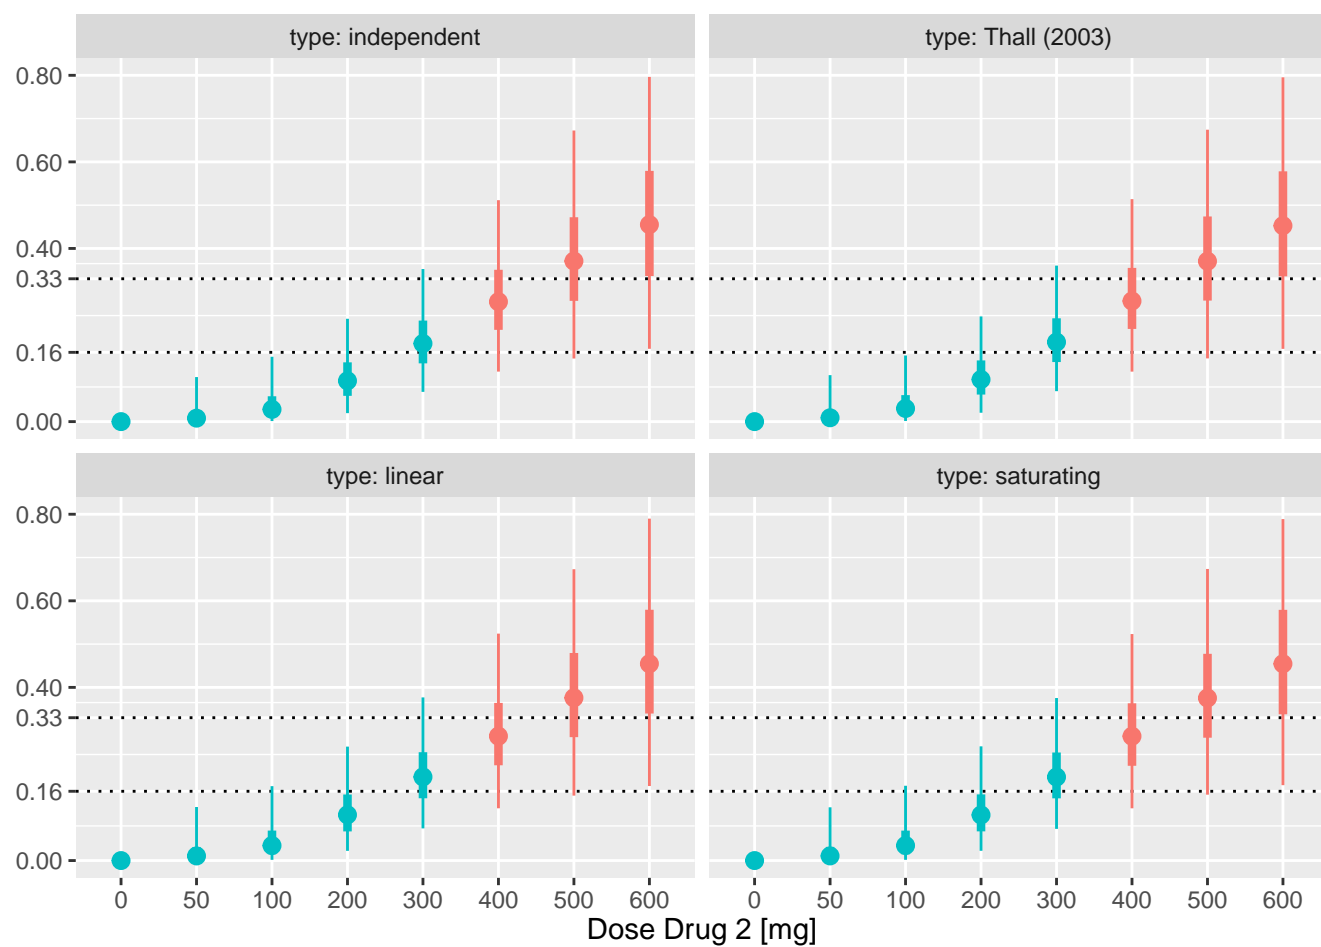 type: independent
type: Thall (2003)
0.80
0.60
0.40
0.33
0.16
0.00
type: linear
type: saturating
0.80
0.60
0.40
0.33
0.16
0.00
0 50 100 200 300 400 500 600
0 50 100 200 300 400 500 600
Dose Drug 2 [mg]